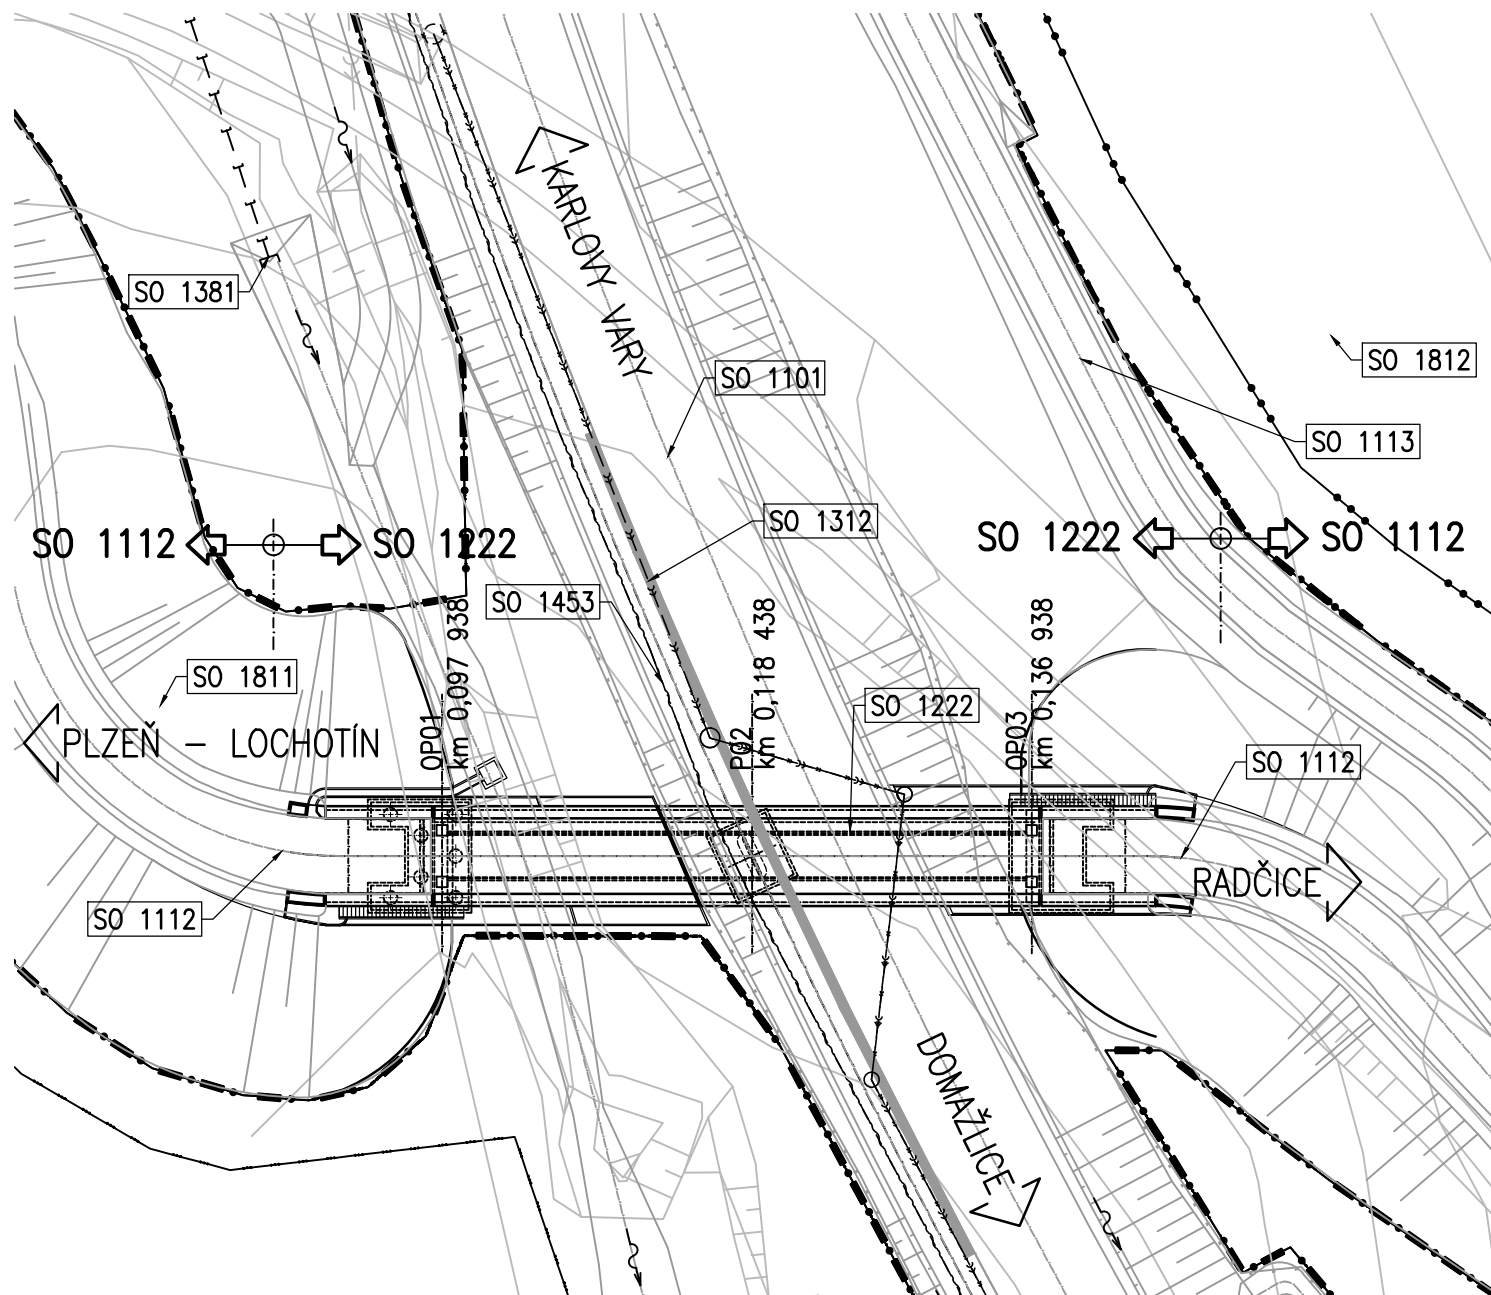 KARLOVY VARY
SO 1381
SO 1101
SO 1812
SO 1113
SO 1312
SO 1112
SO 1222
SO 1222
SO 1112
SO 1453
SO 1811
SO 1222
PLZEŇ – LOCHOTÍN
OP01
km 0,097 938
P02
km 0,118 438
OP03
km 0,136 938
SO 1112
RADČICE
SO 1112
DOMAŽLICE